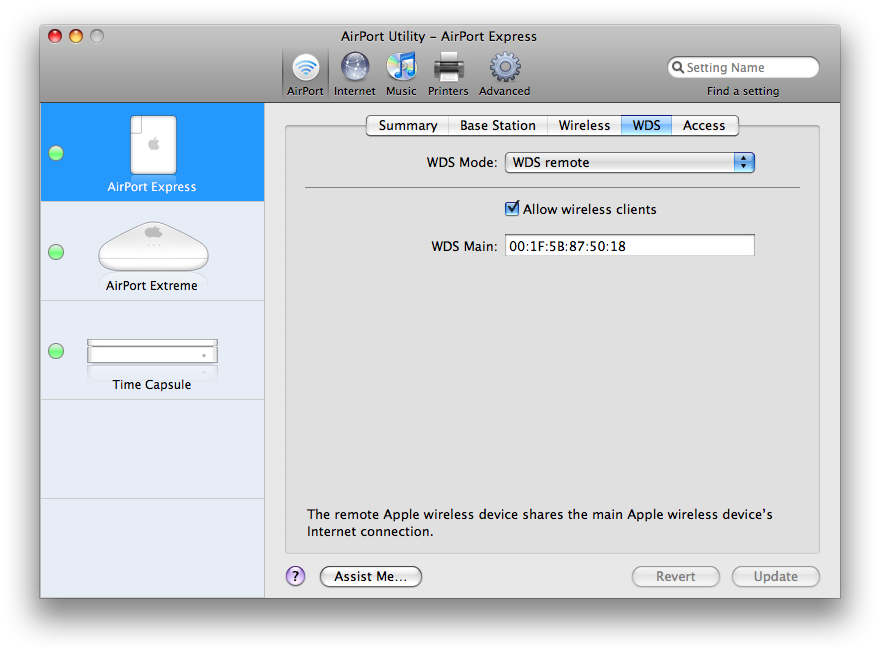 AirPort Utility – AirPort Express
AirPort Internet Music Printers Advanced
Setting Name
Find a setting
AirPort Express
AirPort Extreme
Time Capsule
Summary Base Station Wireless WDS Access
WDS Mode: WDS remote
Allow wireless clients
WDS Main: 00:1F:5B:87:50:18
The remote Apple wireless device shares the main Apple wireless device's
Internet connection.
? Assist Me... Revert Update